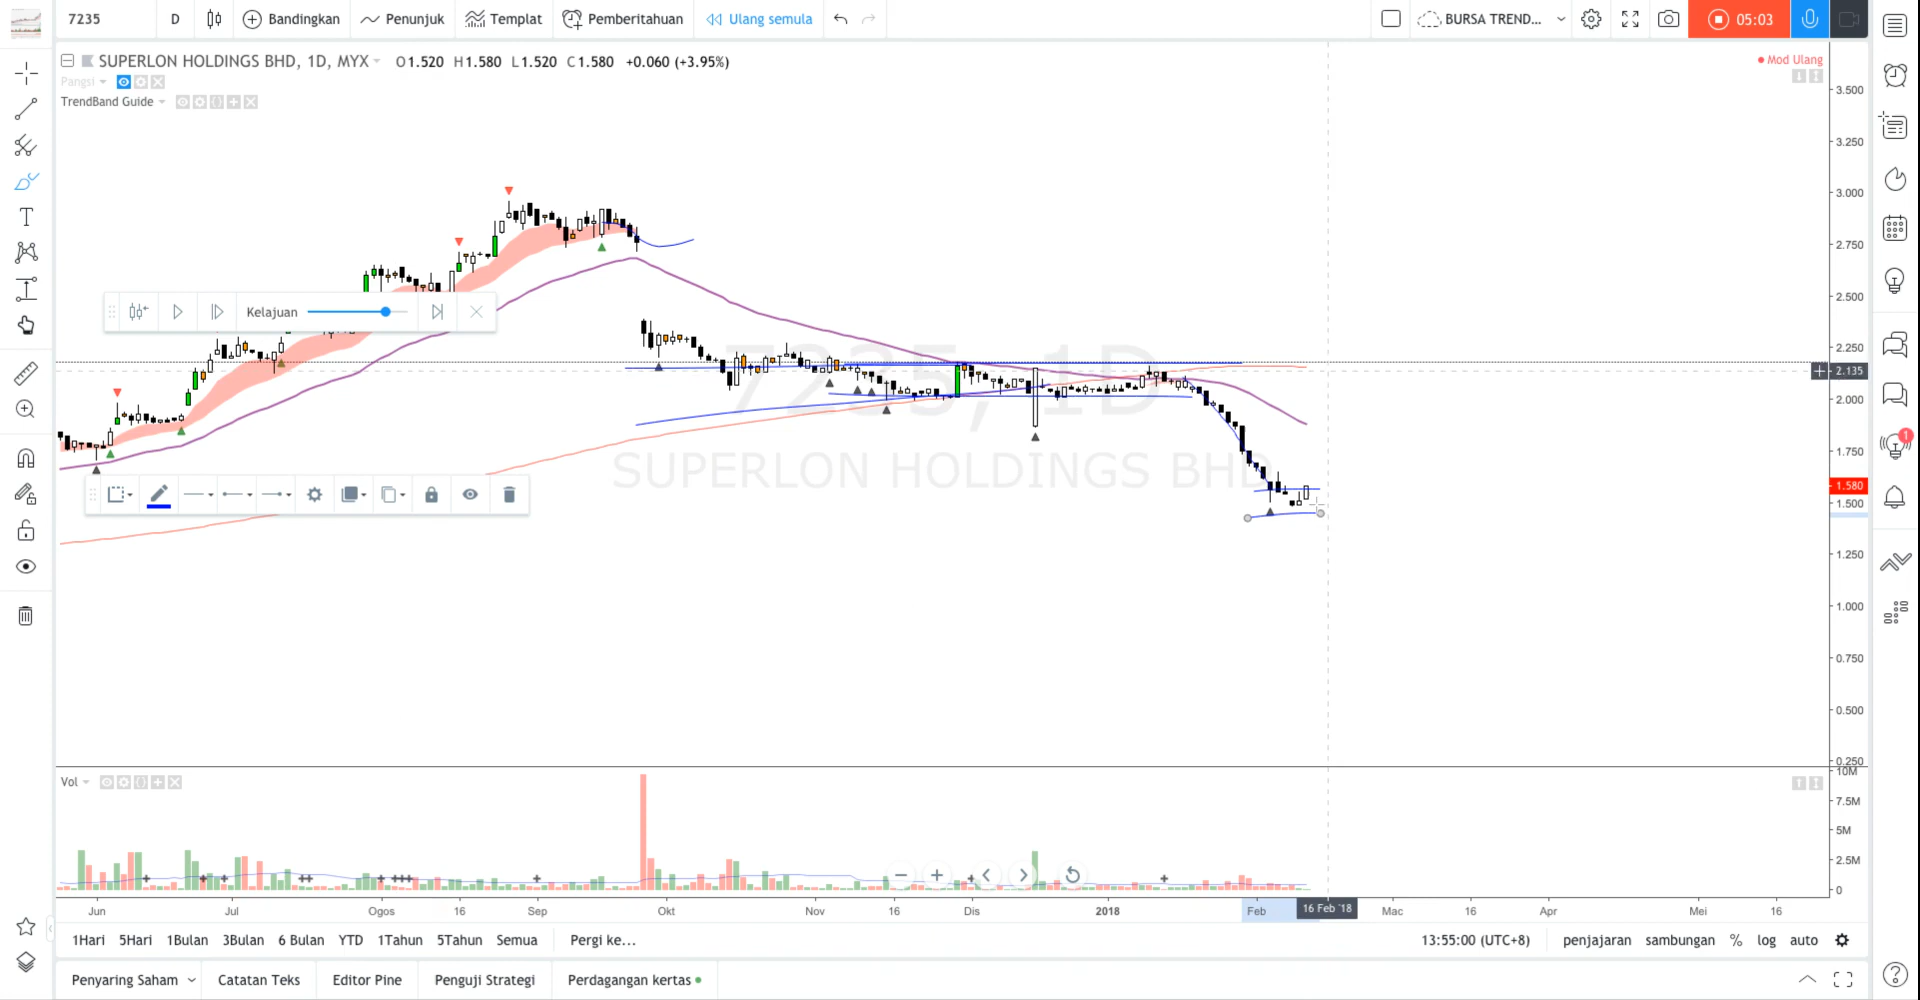 7235 D Bandingkan Penunjuk Templat Pemberitahuan Ulang semula BURSA TREND... 05:03
SUPERLON HOLDINGS BHD, 1D, MYX O1.520 H1.580 L1.520 C1.580 +0.060 (+3.95%)
Mod Ulang
Pangsi
TrendBand Guide
Kelajuan
7235, 1D
SUPERLON HOLDINGS BHD
3.500
3.250
3.000
2.750
2.500
2.250
2.135
2.000
1.750
1.580
1.500
1.250
1.000
0.750
0.500
0.250
1
Vol
10M
7.5M
5M
2.5M
0
Jun Jul Ogos 16 Sep Okt Nov 16 Dis 2018 Feb 16 Feb '18 Mac 16 Apr Mei 16
1Hari 5Hari 1Bulan 3Bulan 6 Bulan YTD 1Tahun 5Tahun Semua Pergi ke... 13:55:00 (UTC+8) penjajaran sambungan % log auto
Penyaring Saham Catatan Teks Editor Pine Penguji Strategi Perdagangan kertas